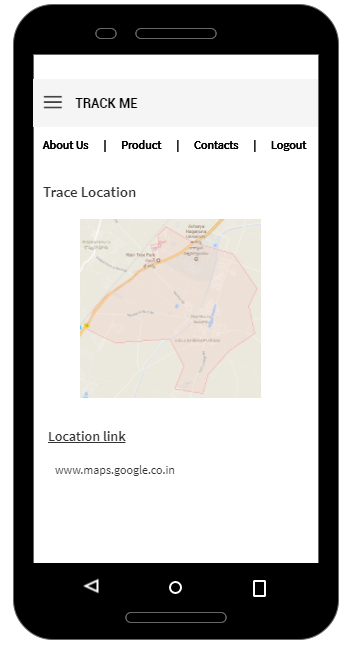 TRACK ME
About Us | Product | Contacts | Logout
Trace Location
Location link
www.maps.google.co.in